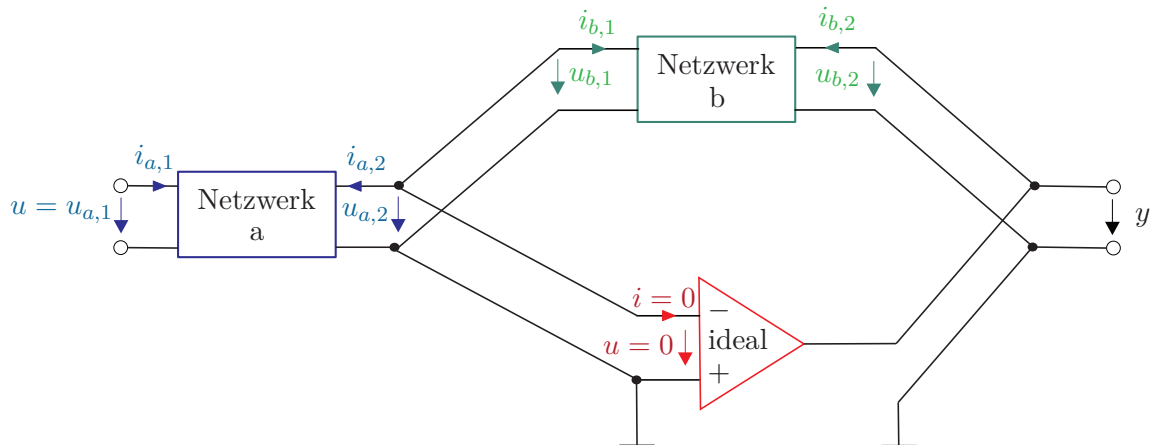 i_{b,1}
i_{b,2}
Netzwerk
b
u_{b,1}
u_{b,2}
i_{a,1}
i_{a,2}
Netzwerk
a
u = u_{a,1}
u_{a,2}
y
i = 0
−
ideal
u = 0
+